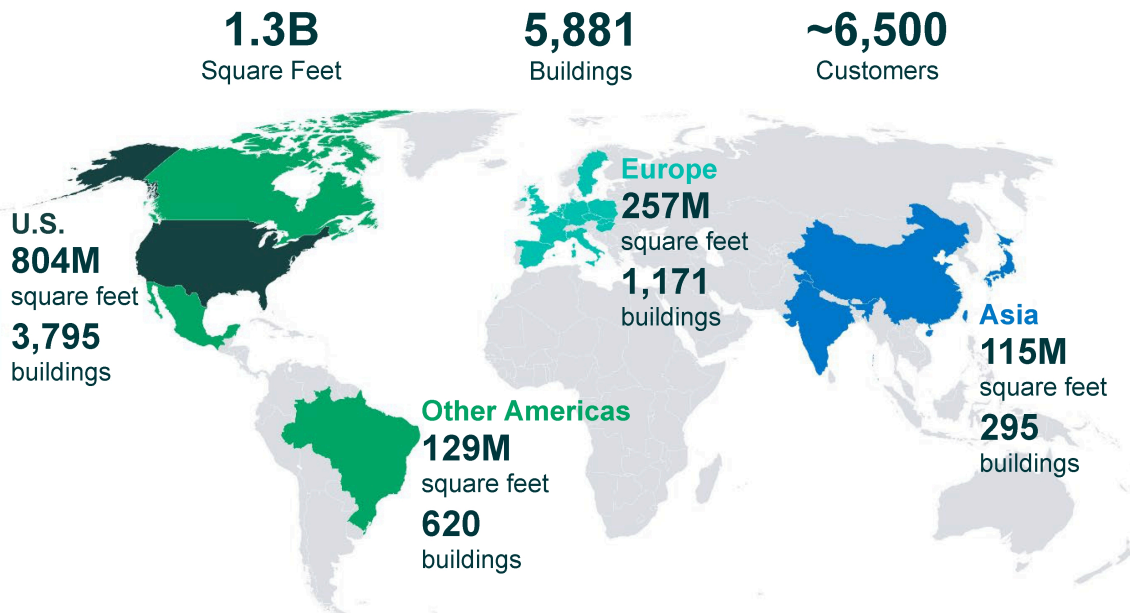 1.3B
Square Feet
5,881
Buildings
~6,500
Customers
U.S.
804M
square feet
3,795
buildings
Other Americas
129M
square feet
620
buildings
Europe
257M
square feet
1,171
buildings
Asia
115M
square feet
295
buildings